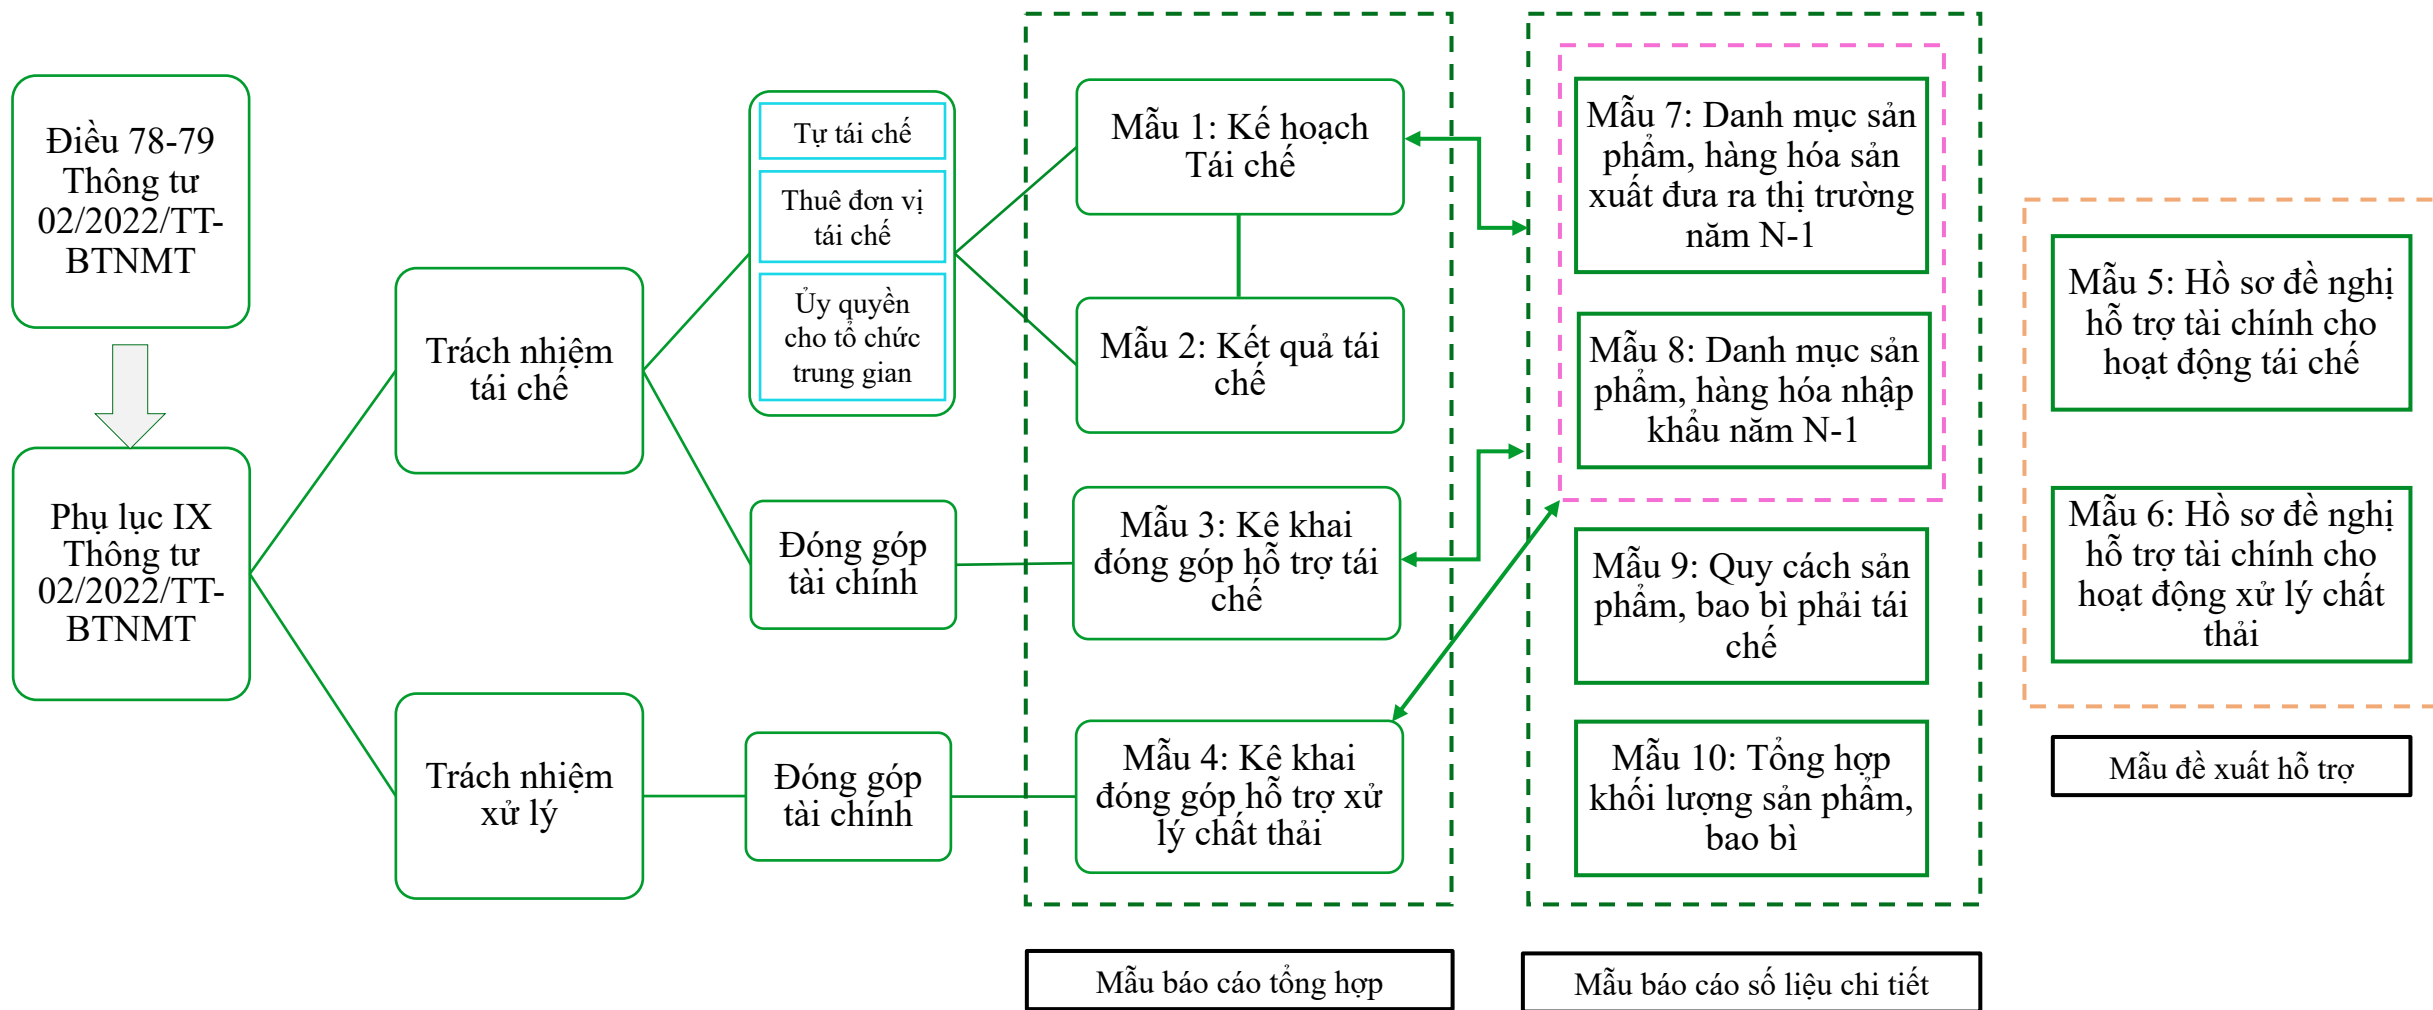 Điều 78-79
Thông tư
02/2022/TT-
BTNMT
Phụ lục IX
Thông tư
02/2022/TT-
BTNMT
Trách nhiệm
tái chế
Trách nhiệm
xử lý
Tự tái chế
Thuê đơn vị
tái chế
Ủy quyền
cho tổ chức
trung gian
Đóng góp
tài chính
Đóng góp
tài chính
Mẫu 1: Kế hoạch
Tái chế
Mẫu 2: Kết quả tái
chế
Mẫu 3: Kê khai
đóng góp hỗ trợ tái
chế
Mẫu 4: Kê khai
đóng góp hỗ trợ xử
lý chất thải
Mẫu báo cáo tổng hợp
Mẫu 7: Danh mục sản
phẩm, hàng hóa sản
xuất đưa ra thị trường
năm N-1
Mẫu 8: Danh mục sản
phẩm, hàng hóa nhập
khẩu năm N-1
Mẫu 9: Quy cách sản
phẩm, bao bì phải tái
chế
Mẫu 10: Tổng hợp
khối lượng sản phẩm,
bao bì
Mẫu báo cáo số liệu chi tiết
Mẫu 5: Hồ sơ đề nghị
hỗ trợ tài chính cho
hoạt động tái chế
Mẫu 6: Hồ sơ đề nghị
hỗ trợ tài chính cho
hoạt động xử lý chất
thải
Mẫu đề xuất hỗ trợ